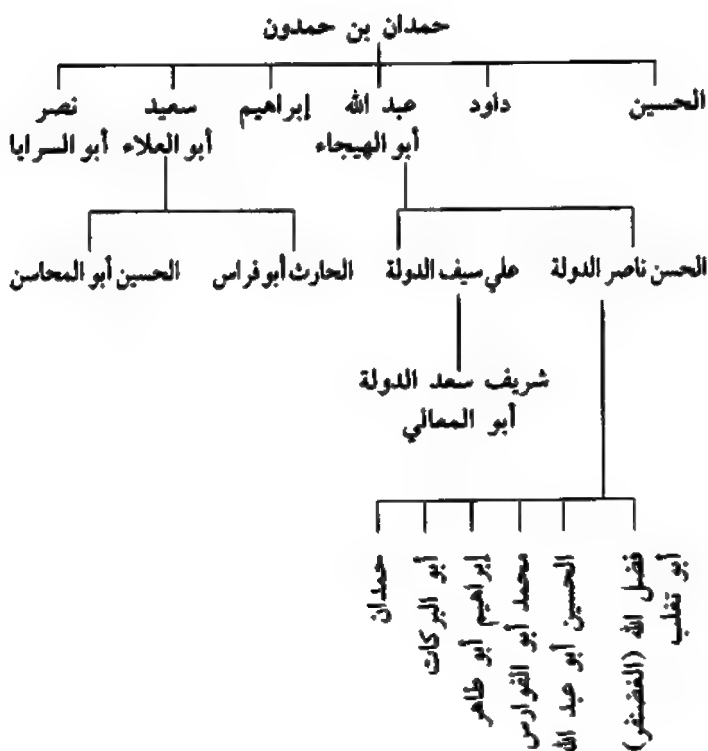 حمدان بن حمدون
الحسين داود عبد الله إبراهيم سعيد نصر
أبو الهيجاء أبو العلاء أبو السرايا
الحسن ناصر الدولة علي سيف الدولة الحارث أبو فراس الحسين أبو المحاسن
شريف سعد الدولة
أبو المعالي
أبو تغلب
فضل الله (الغضنفر)
الحسين أبو عبد الله
محمد أبو الفوارس
إبراهيم أبو طاهر
أبو البركات
حمدان